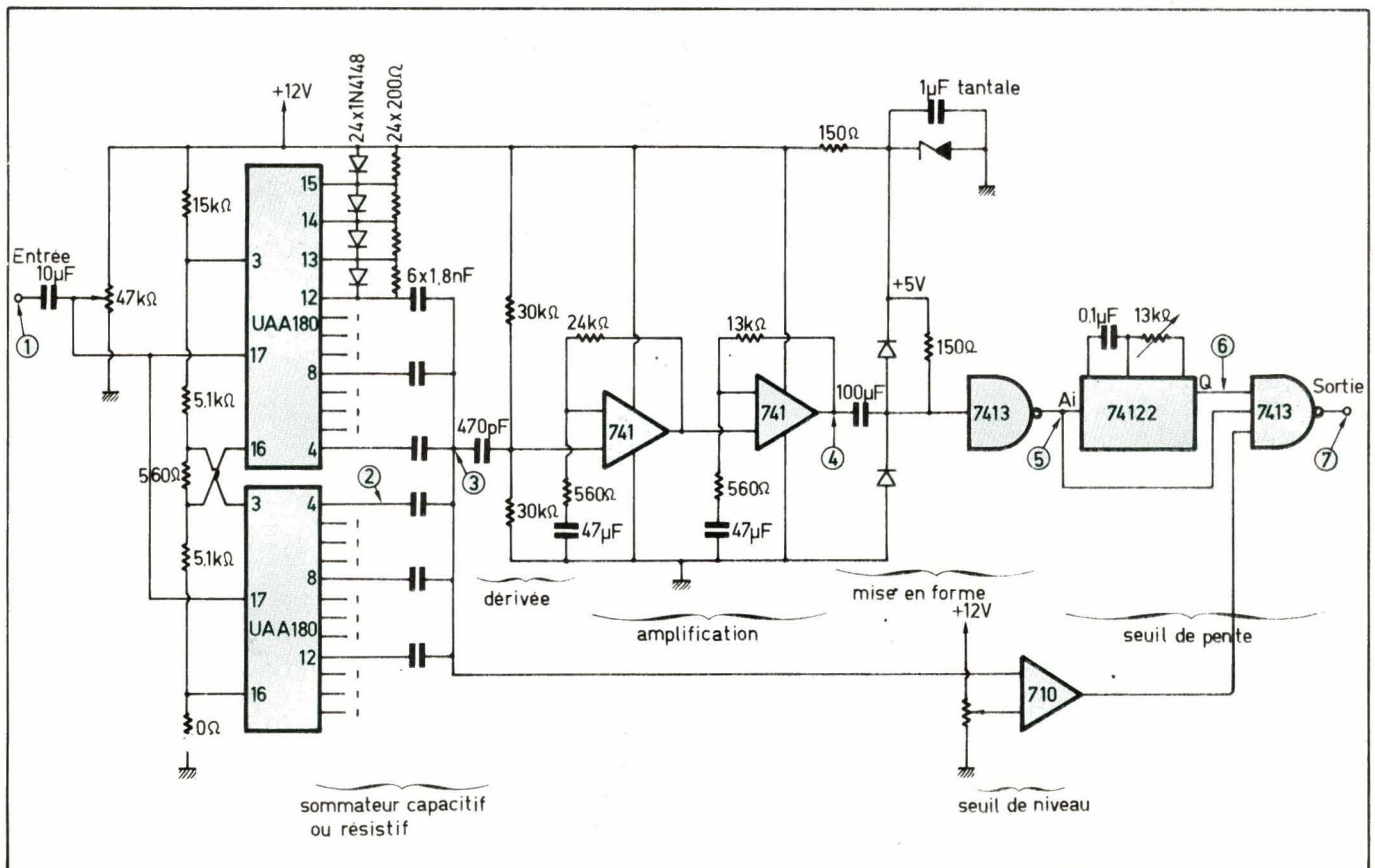 +12V
24x1N4148
24x200Ω
1µF tantale
150Ω
15kΩ
15
14
13
12
3
Entrée
10µF
47kΩ
①
UAA180
17
8
6x1,8nF
30kΩ
24kΩ
13kΩ
+5V
150Ω
0,1µF
13kΩ
5,1kΩ
16
4
470pF
741
741
100µF
④
7413
Ai
⑤
74122
Q
⑥
7413
Sortie
⑦
560Ω
②
③
3
4
30kΩ
560Ω
47µF
560Ω
47µF
5,1kΩ
8
17
UAA180
12
16
0Ω
dérivée
amplification
mise en forme
+12V
seuil de pente
710
sommateur capacitif
ou résistif
seuil de niveau